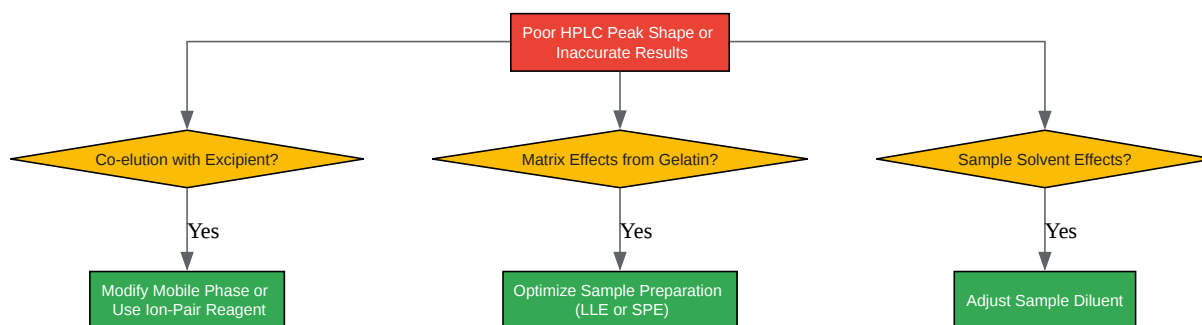 Poor HPLC Peak Shape or
Inaccurate Results
Co-elution with Excipient?
Matrix Effects from Gelatin?
Sample Solvent Effects?
Yes
Yes
Yes
Modify Mobile Phase or
Use Ion-Pair Reagent
Optimize Sample Preparation
(LLE or SPE)
Adjust Sample Diluent